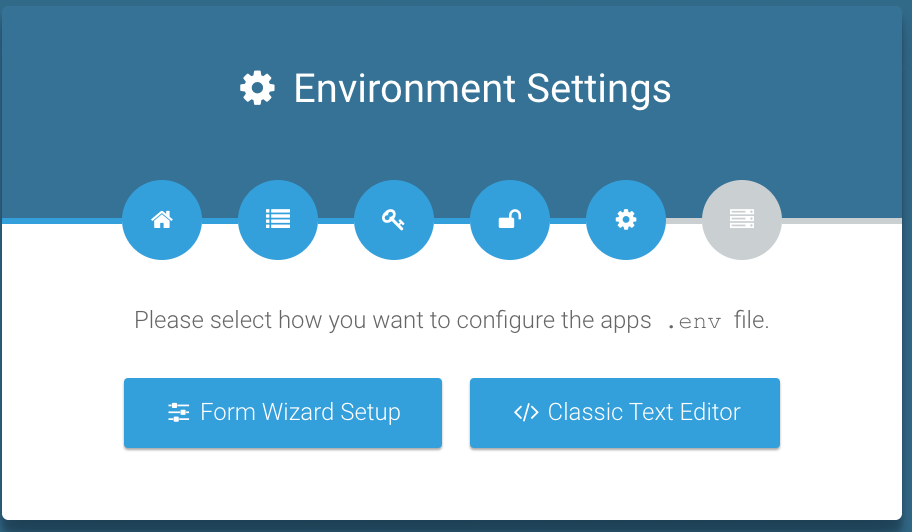 Environment Settings
Please select how you want to configure the apps .env file.
Form Wizard Setup
Classic Text Editor